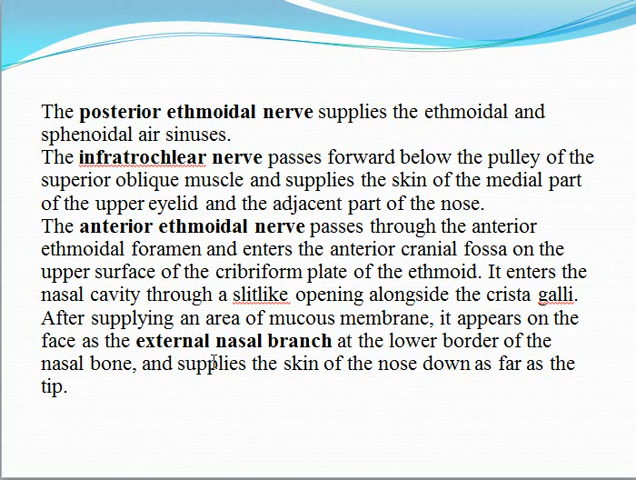 The posterior ethmoidal nerve supplies the ethmoidal and
sphenoidal air sinuses.
The infratrochlear nerve passes forward below the pulley of the
superior oblique muscle and supplies the skin of the medial part
of the upper eyelid and the adjacent part of the nose.
The anterior ethmoidal nerve passes through the anterior
ethmoidal foramen and enters the anterior cranial fossa on the
upper surface of the cribriform plate of the ethmoid. It enters the
nasal cavity through a slitlike opening alongside the crista galli.
After supplying an area of mucous membrane, it appears on the
face as the external nasal branch at the lower border of the
nasal bone, and supplies the skin of the nose down as far as the
tip.